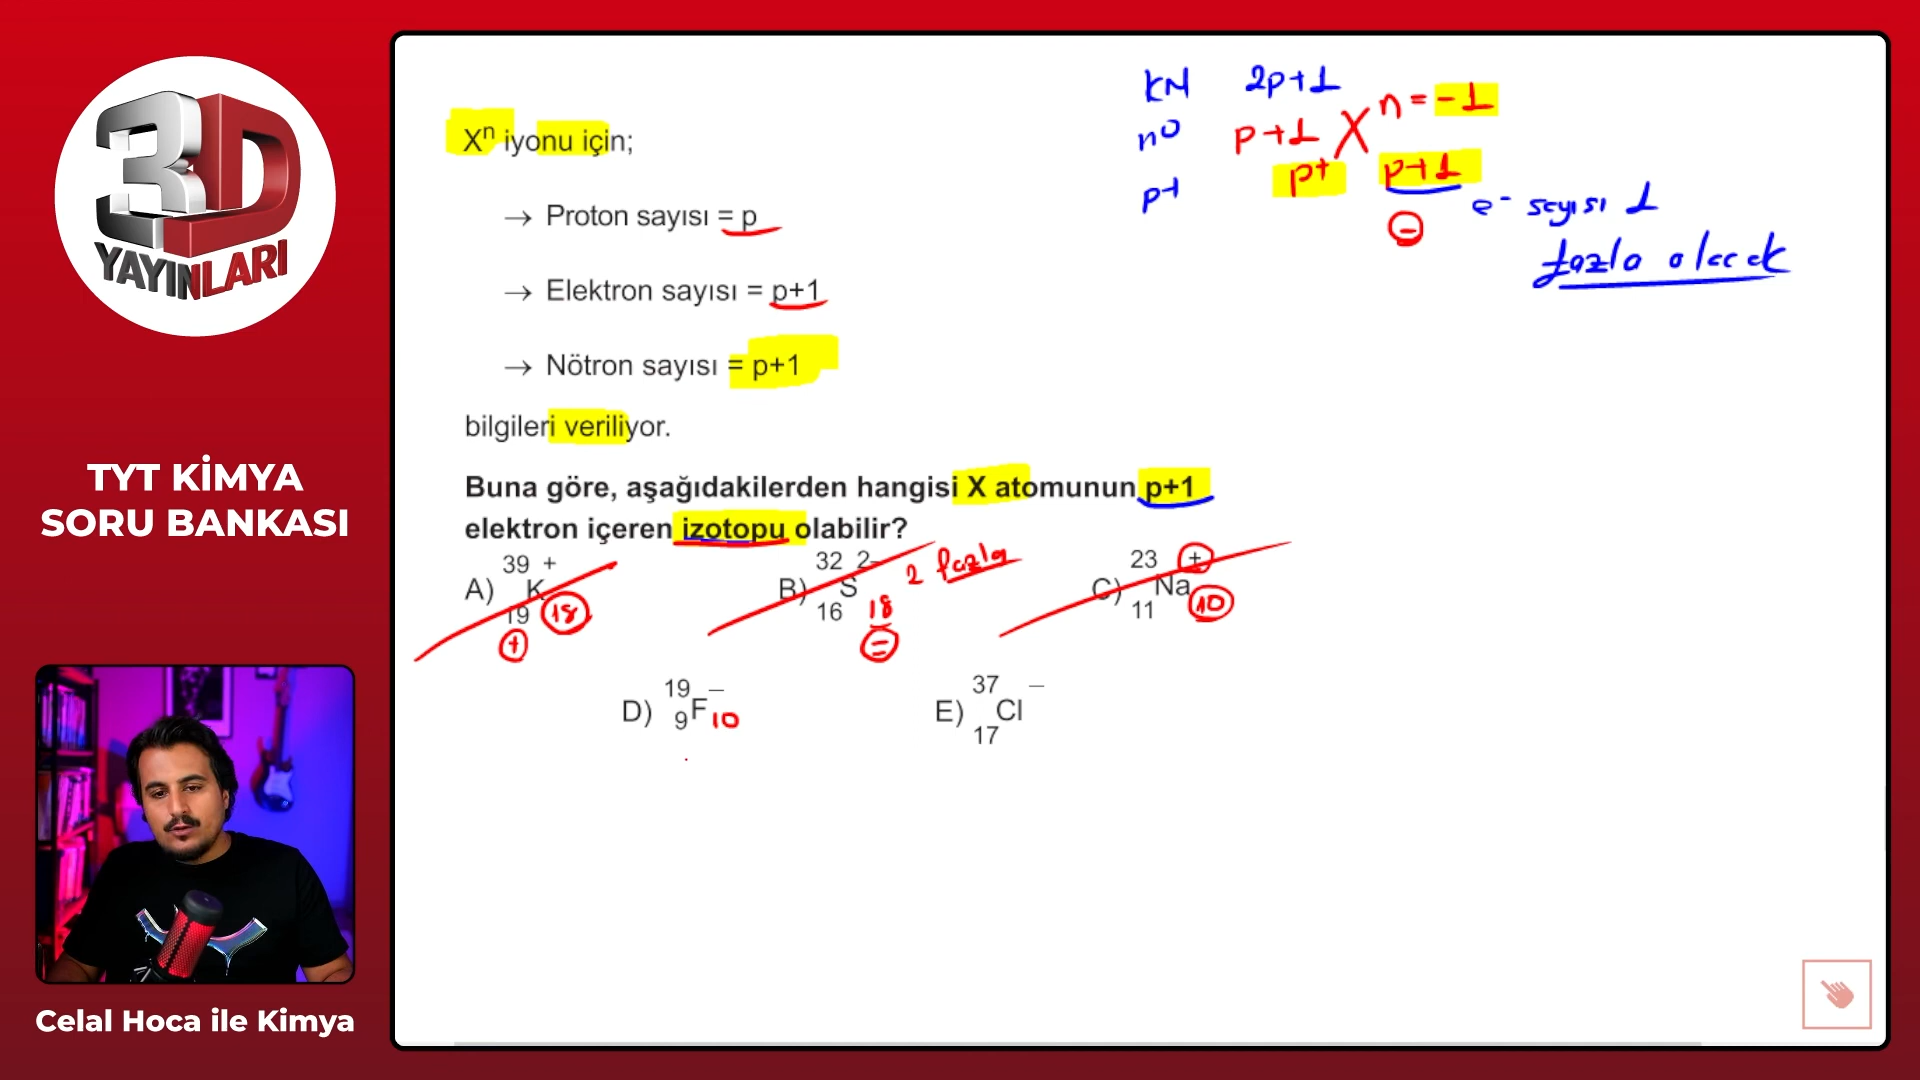 3D
YAYINLARI
TYT KİMYA
SORU BANKASI
Celal Hoca ile Kimya
Xⁿ iyonu için;
→ Proton sayısı = p
→ Elektron sayısı = p+1
→ Nötron sayısı = p+1
bilgileri veriliyor.
Buna göre, aşağıdakilerden hangisi X atomunun p+1
elektron içeren izotopu olabilir?
A) ³⁹₁₉K⁺ 18 +
B) ³²₁₆S²⁻ 18 = 2 fazla
C) ²³₁₁Na⁺ 10
D) ¹⁹₉F⁻ 10
E) ³⁷₁₇Cl⁻
kN 2p+1
n⁰ p+1 X n = -1
p+ p+ p+1
− e⁻ sayısı 1
fazla olacak